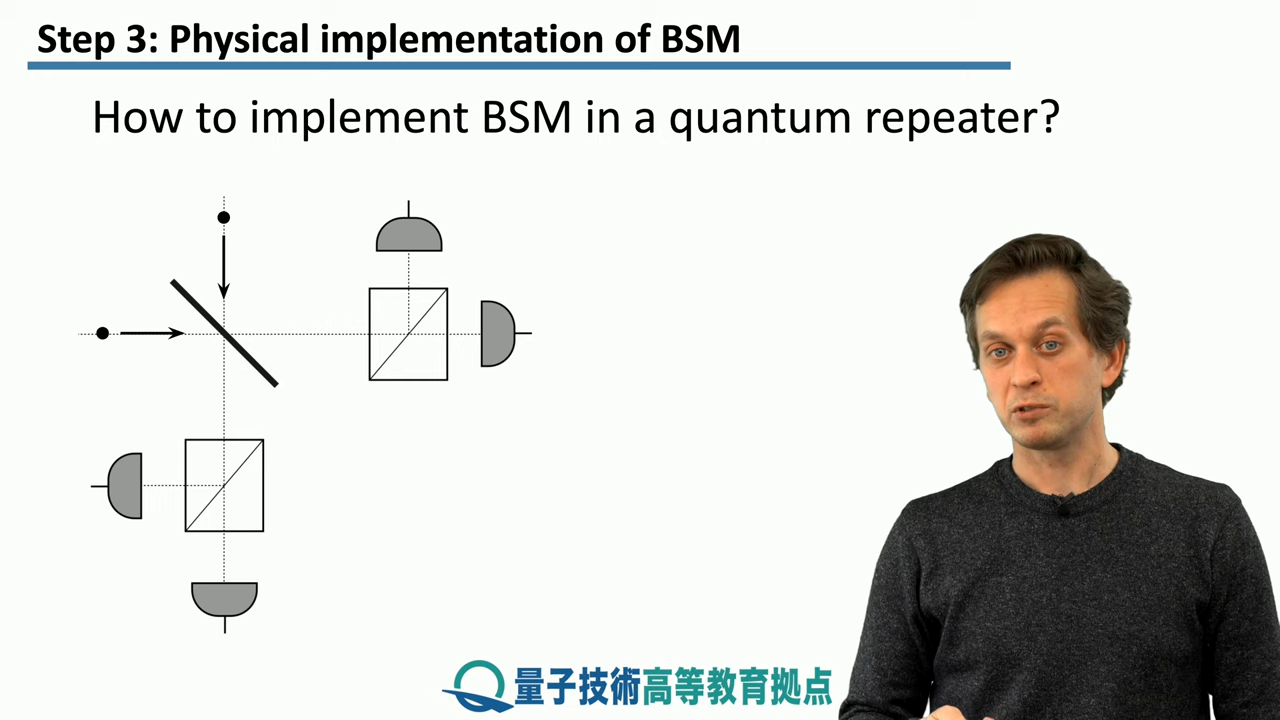 Step 3: Physical implementation of BSM
How to implement BSM in a quantum repeater?
量子技術高等教育拠点